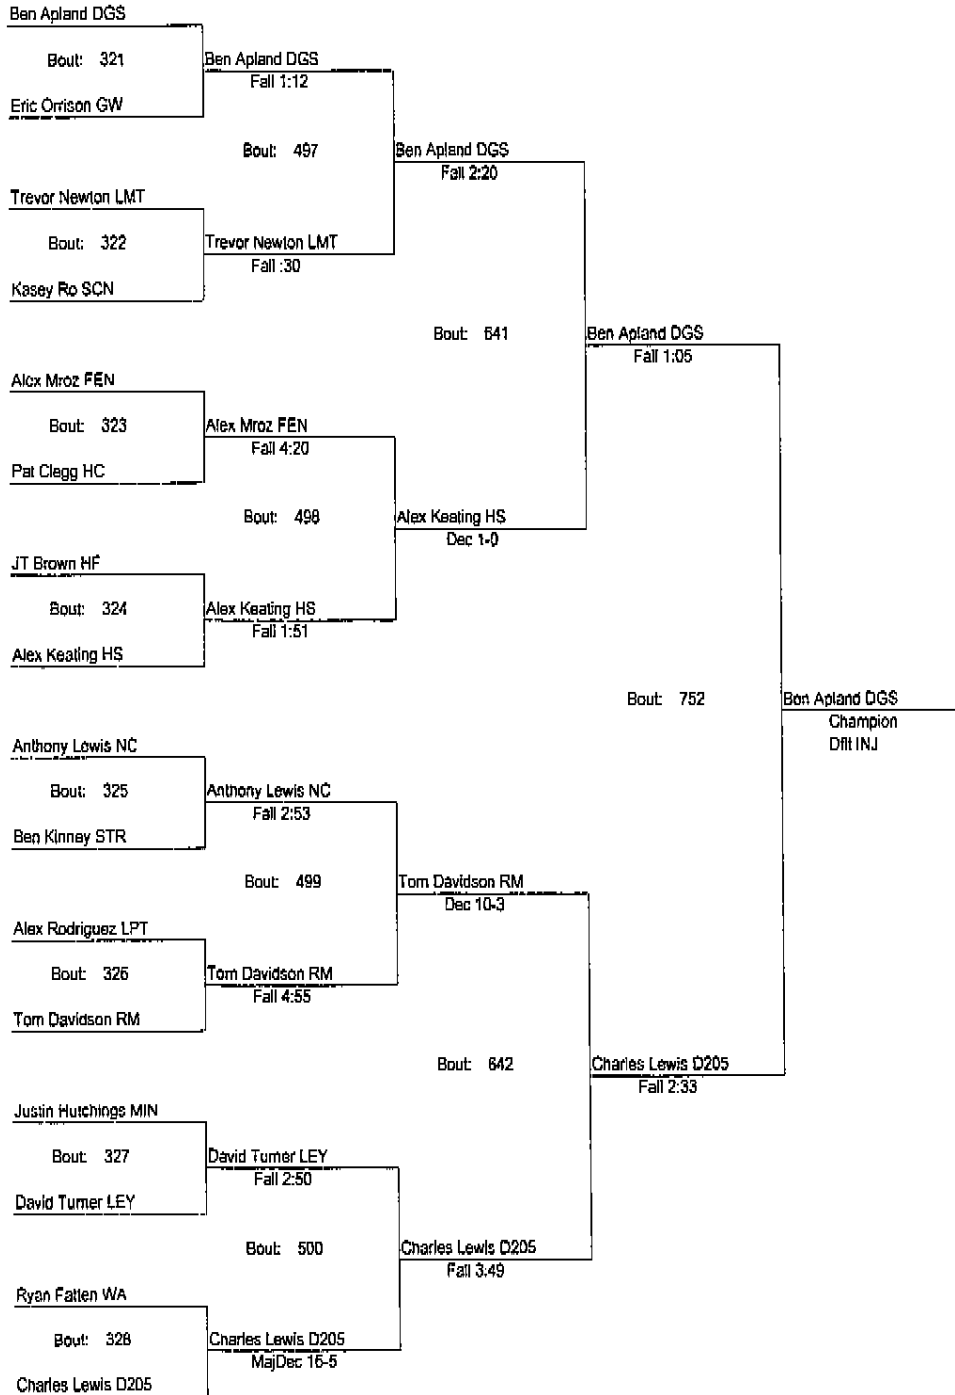 Ben Apland DGS
Bout: 321
Ben Apland DGS
Fall 1:12
Eric Orrison GW
Bout: 497
Ben Apland DGS
Fall 2:20
Trevor Newton LMT
Bout: 322
Trevor Newton LMT
Fall :30
Kasey Ro SCN
Bout: 641
Ben Apland DGS
Fall 1:05
Alex Mroz FEN
Bout: 323
Alex Mroz FEN
Fall 4:20
Pat Clegg HC
Bout: 498
Alex Keating HS
Dec 1-0
JT Brown HF
Bout: 324
Alex Keating HS
Fall 1:51
Alex Keating HS
Bout: 752
Ben Apland DGS
Champion
Dflt INJ
Anthony Lewis NC
Bout: 325
Anthony Lewis NC
Fall 2:53
Ben Kinney STR
Bout: 499
Tom Davidson RM
Dec 10-3
Alex Rodriguez LPT
Bout: 326
Tom Davidson RM
Fall 4:55
Tom Davidson RM
Bout: 642
Charles Lewis D205
Fall 2:33
Justin Hutchings MIN
Bout: 327
David Turner LEY
Fall 2:50
David Turner LEY
Bout: 500
Charles Lewis D205
Fall 3:49
Ryan Fatten WA
Bout: 328
Charles Lewis D205
MajDec 16-5
Charles Lewis D205